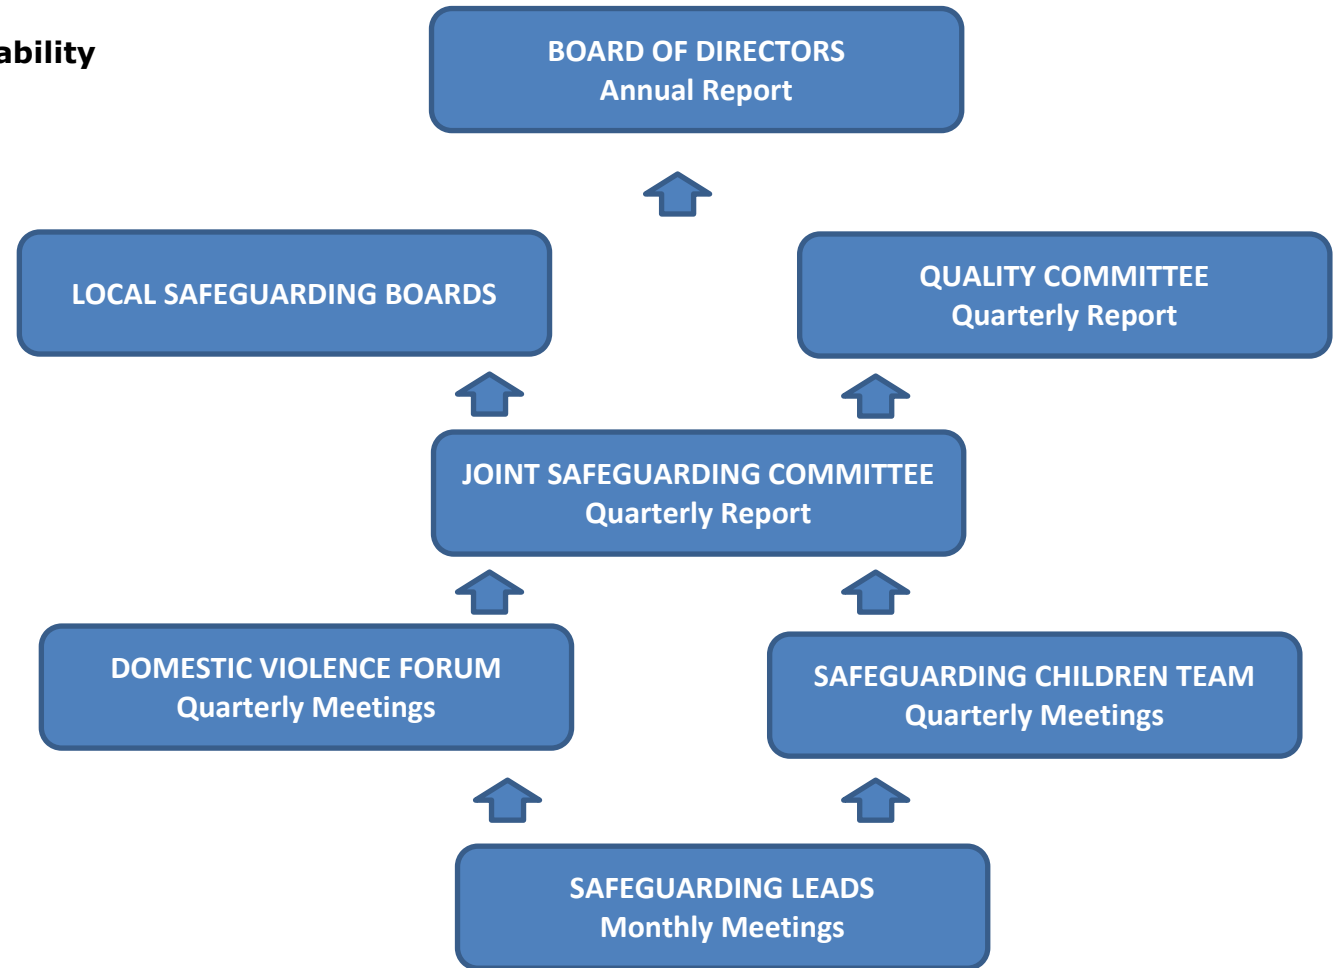 ability
BOARD OF DIRECTORS
Annual Report
LOCAL SAFEGUARDING BOARDS
QUALITY COMMITTEE
Quarterly Report
JOINT SAFEGUARDING COMMITTEE
Quarterly Report
DOMESTIC VIOLENCE FORUM
Quarterly Meetings
SAFEGUARDING CHILDREN TEAM
Quarterly Meetings
SAFEGUARDING LEADS
Monthly Meetings